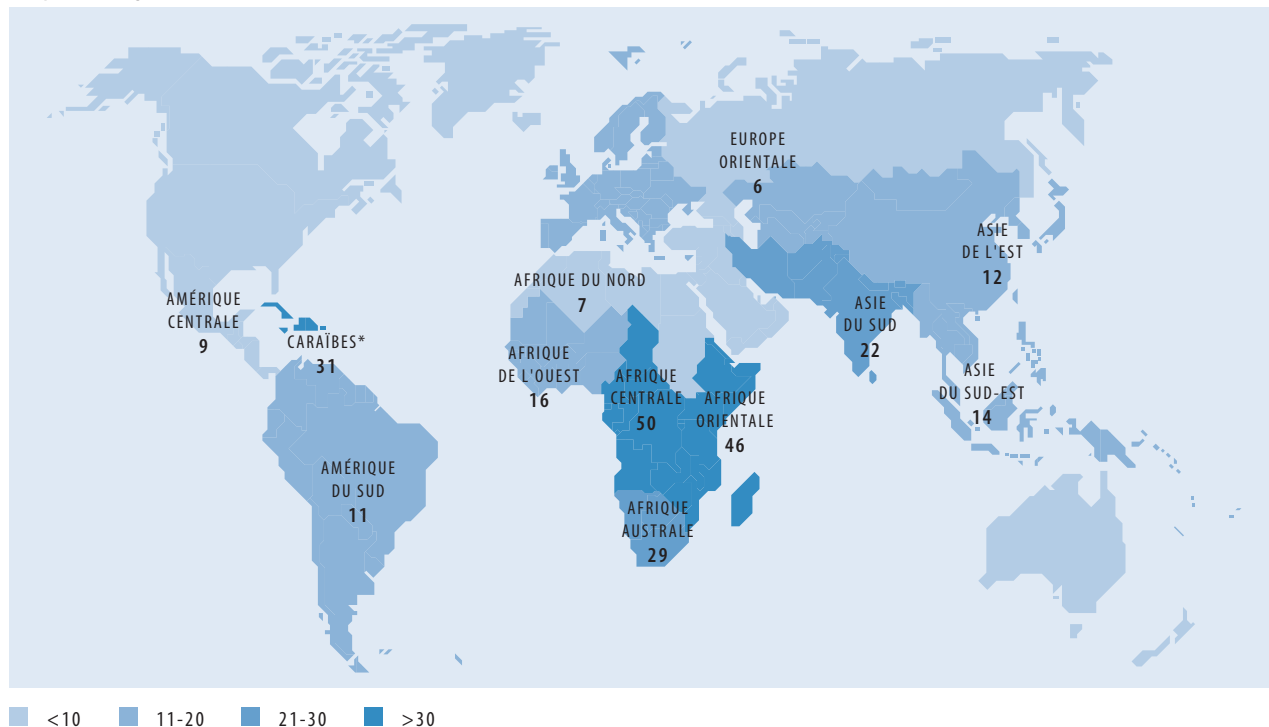 EUROPE
ORIENTALE
6
ASIE
DE L'EST
12
AFRIQUE DU NORD
7
AMÉRIQUE
CENTRALE
9
CARAÏBES*
31
ASIE
DU SUD
22
AFRIQUE
DE L'OUEST
16
AFRIQUE
CENTRALE
50
AFRIQUE
ORIENTALE
46
ASIE
DU SUD-EST
14
AMÉRIQUE
DU SUD
11
AFRIQUE
AUSTRALE
29
<10
11-20
21-30
>30